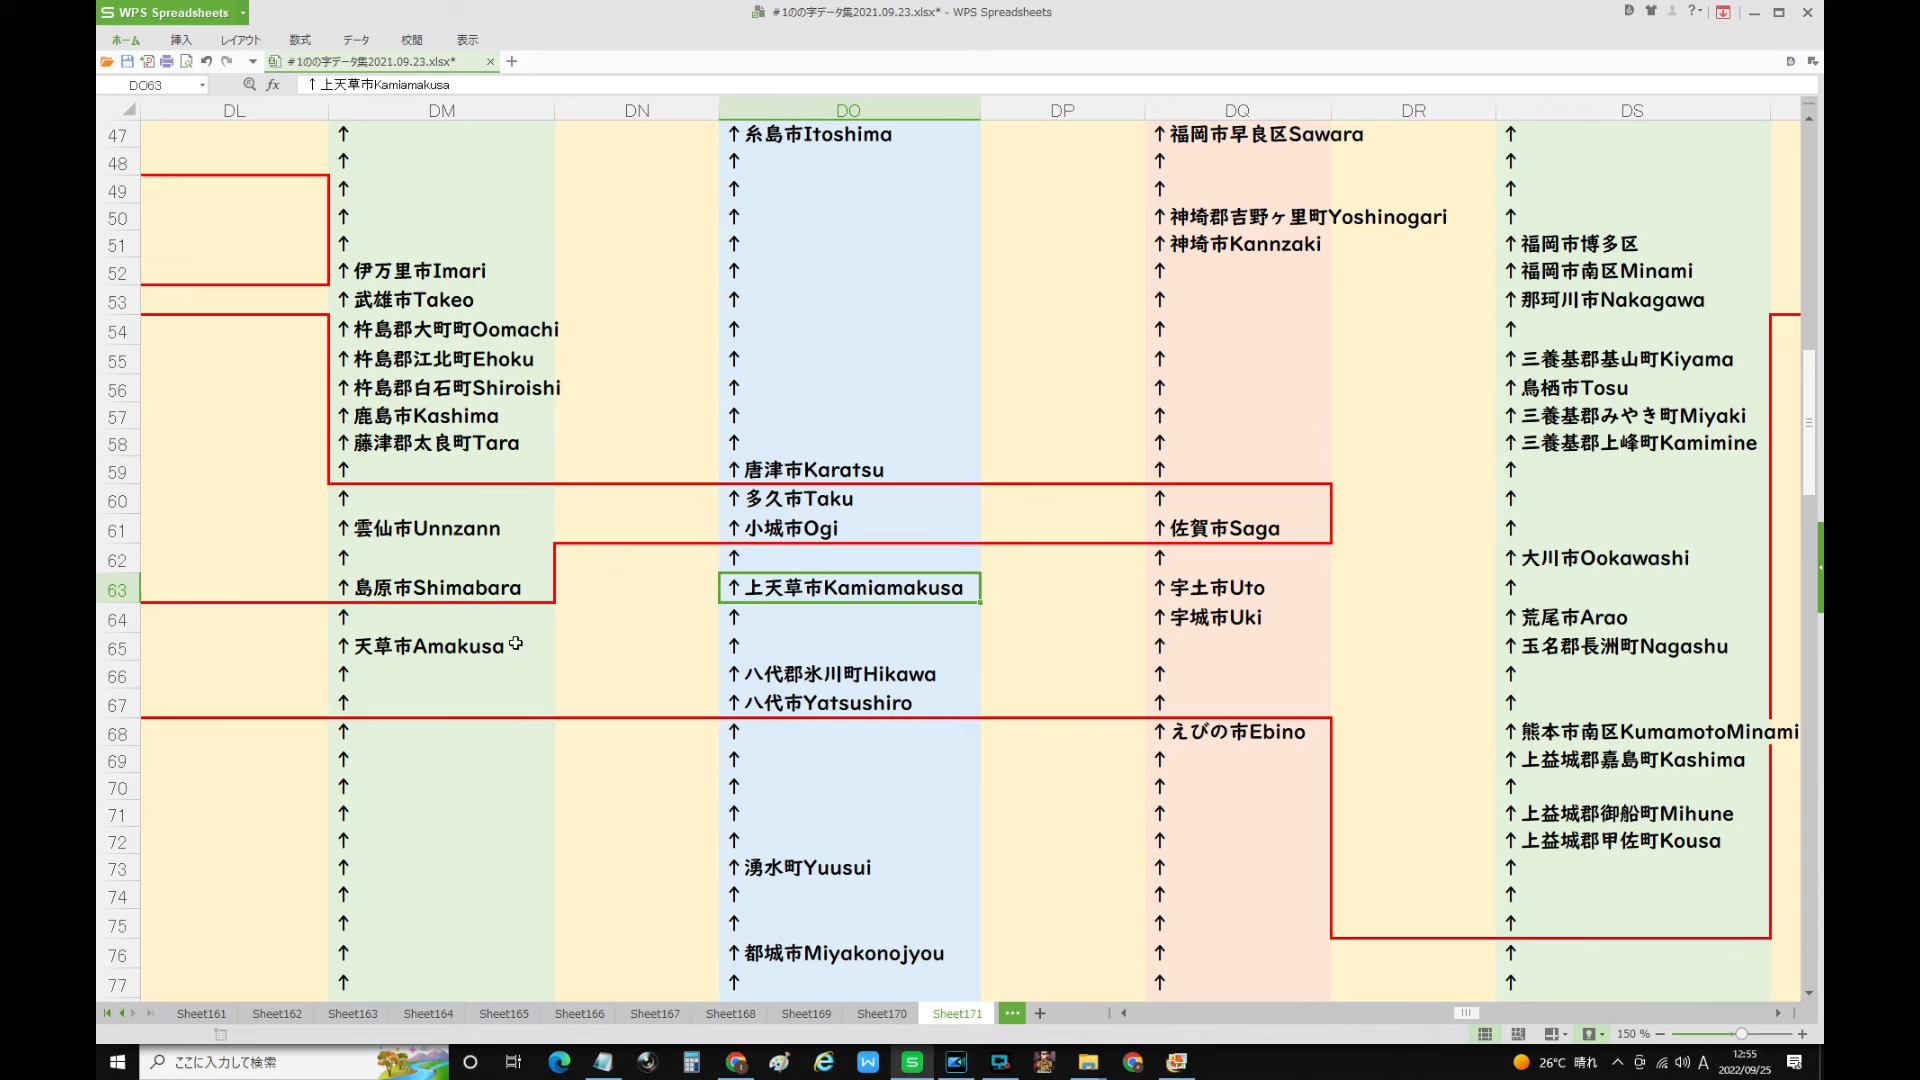 WPS Spreadsheets
#1のの字データ集2021.09.23.xlsx* - WPS Spreadsheets
ホーム 挿入 レイアウト 数式 データ 校閲 表示
#1のの字データ集2021.09.23.xlsx*
DO63 fx ↑上天草市Kamiamakusa
DL DM DN DO DP DQ DR DS
47 ↑ ↑糸島市Itoshima ↑福岡市早良区Sawara ↑
48 ↑ ↑ ↑ ↑
49 ↑ ↑ ↑ ↑
50 ↑ ↑ ↑神埼郡吉野ヶ里町Yoshinogari ↑
51 ↑ ↑ ↑神埼市Kannzaki ↑福岡市博多区
52 ↑伊万里市Imari ↑ ↑ ↑福岡市南区Minami
53 ↑武雄市Takeo ↑ ↑ ↑那珂川市Nakagawa
54 ↑杵島郡大町町Oomachi ↑ ↑ ↑
55 ↑杵島郡江北町Ehoku ↑ ↑ ↑三養基郡基山町Kiyama
56 ↑杵島郡白石町Shiroishi ↑ ↑ ↑鳥栖市Tosu
57 ↑鹿島市Kashima ↑ ↑ ↑三養基郡みやき町Miyaki
58 ↑藤津郡太良町Tara ↑ ↑ ↑三養基郡上峰町Kamimine
59 ↑ ↑唐津市Karatsu ↑ ↑
60 ↑ ↑多久市Taku ↑ ↑
61 ↑雲仙市Unnzann ↑小城市Ogi ↑佐賀市Saga ↑
62 ↑ ↑ ↑ ↑大川市Ookawashi
63 ↑島原市Shimabara ↑上天草市Kamiamakusa ↑宇土市Uto ↑
64 ↑ ↑ ↑宇城市Uki ↑荒尾市Arao
65 ↑天草市Amakusa ↑ ↑ ↑玉名郡長洲町Nagashu
66 ↑ ↑八代郡氷川町Hikawa ↑ ↑
67 ↑ ↑八代市Yatsushiro ↑ ↑
68 ↑ ↑ ↑えびの市Ebino ↑熊本市南区KumamotoMinami
69 ↑ ↑ ↑ ↑上益城郡嘉島町Kashima
70 ↑ ↑ ↑ ↑
71 ↑ ↑ ↑ ↑上益城郡御船町Mihune
72 ↑ ↑ ↑ ↑上益城郡甲佐町Kousa
73 ↑ ↑湧水町Yuusui ↑ ↑
74 ↑ ↑ ↑ ↑
75 ↑ ↑ ↑ ↑
76 ↑ ↑都城市Miyakonojyou ↑ ↑
77 ↑ ↑ ↑ ↑
Sheet161 Sheet162 Sheet163 Sheet164 Sheet165 Sheet166 Sheet167 Sheet168 Sheet169 Sheet170 Sheet171
150 %
ここに入力して検索
26°C 晴れ A 12:55
2022/09/25